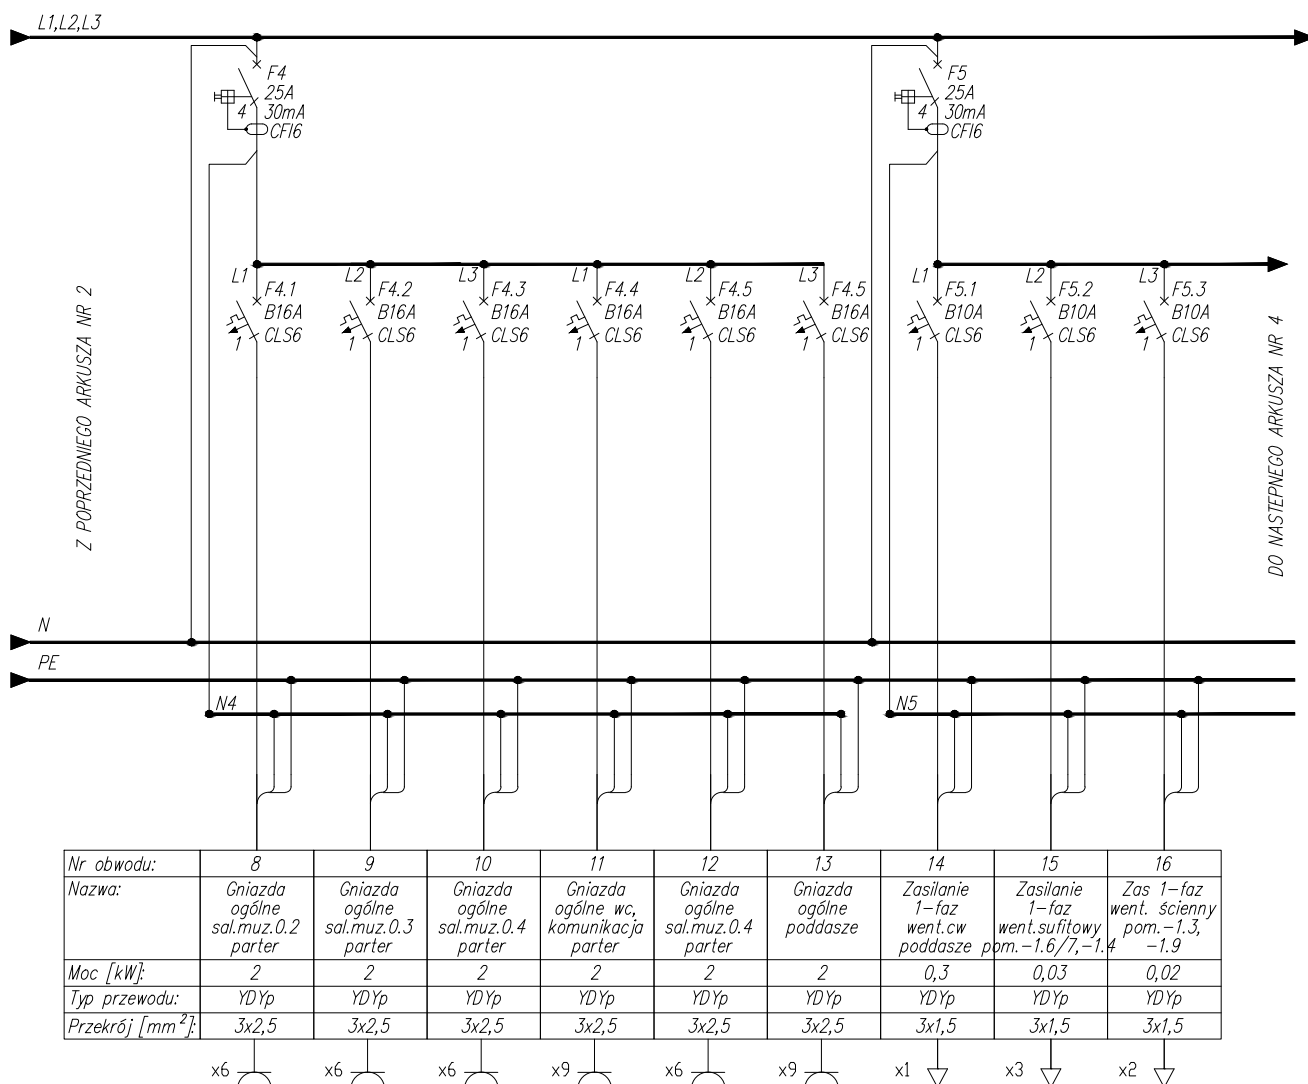 L1,L2,L3
F4
25A
4 30mA
CFI6
F5
25A
4 30mA
CFI6
L1 L2 L3 L1 L2 L3 L1 L2 L3
F4.1 F4.2 F4.3 F4.4 F4.5 F4.5 F5.1 F5.2 F5.3
B16A B16A B16A B16A B16A B16A B10A B10A B10A
CLS6 CLS6 CLS6 CLS6 CLS6 CLS6 CLS6 CLS6 CLS6
1 1 1 1 1 1 1 1 1
Z POPRZEDNIEGO ARKUSZA NR 2
DO NASTEPNEGO ARKUSZA NR 4
N
PE
N4 N5
Nr obwodu: 8 9 10 11 12 13 14 15 16
Nazwa:
Gniazda
ogólne
sal.muz.0.2
parter
Gniazda
ogólne
sal.muz.0.3
parter
Gniazda
ogólne
sal.muz.0.4
parter
Gniazda
ogólne wc,
komunikacja
parter
Gniazda
ogólne
sal.muz.0.4
parter
Gniazda
ogólne
poddasze
Zasilanie
1-faz
went.cw
poddasze
Zasilanie
1-faz
went.sufitowy
pom.-1.6/7,-1.4
Zas 1-faz
went. ścienny
pom.-1.3,
-1.9
Moc [kW]: 2 2 2 2 2 2 0,3 0,03 0,02
Typ przewodu: YDYp YDYp YDYp YDYp YDYp YDYp YDYp YDYp YDYp
Przekrój [mm²]: 3x2,5 3x2,5 3x2,5 3x2,5 3x2,5 3x2,5 3x1,5 3x1,5 3x1,5
x6 x6 x6 x9 x6 x9 x1 x3 x2